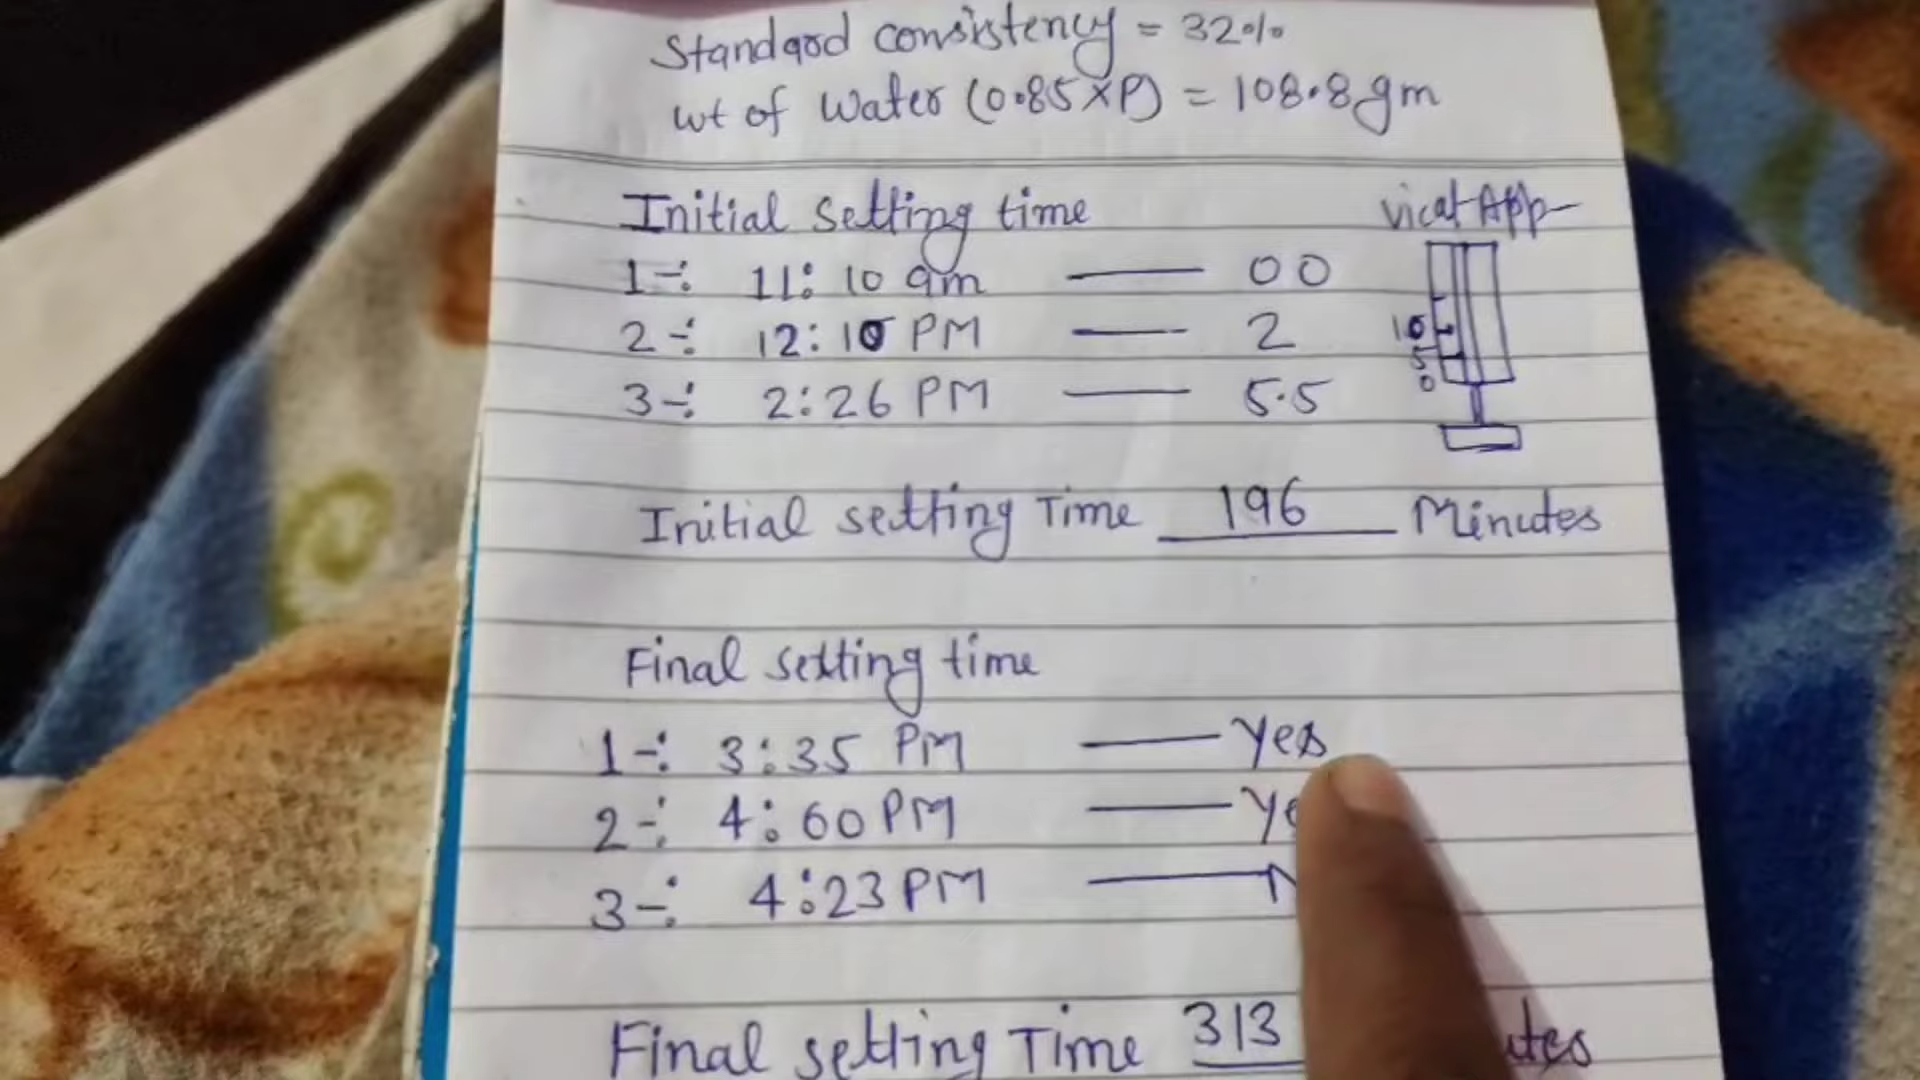 Standard consistency = 32%
wt of Water (0.85 x P) = 108.8 gm
Initial setting time
Vicat App-
1-: 11:10 am — 00
2-: 12:10 PM — 2
3-: 2:26 PM — 5.5
10
5
0
Initial setting Time 196 Minutes
Final setting time
1-: 3:35 PM — Yes
2-: 4:00 PM — Ye
3-: 4:23 PM — N
Final setting Time 313 utes